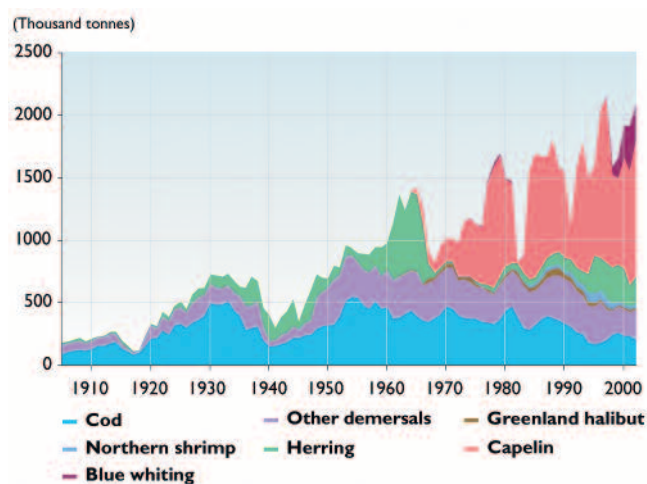 (Thousand tonnes)
2500
2000
1500
1000
500
0
1910 1920 1930 1940 1950 1960 1970 1980 1990 2000
Cod Other demersals Greenland halibut
Northern shrimp Herring Capelin
Blue whiting